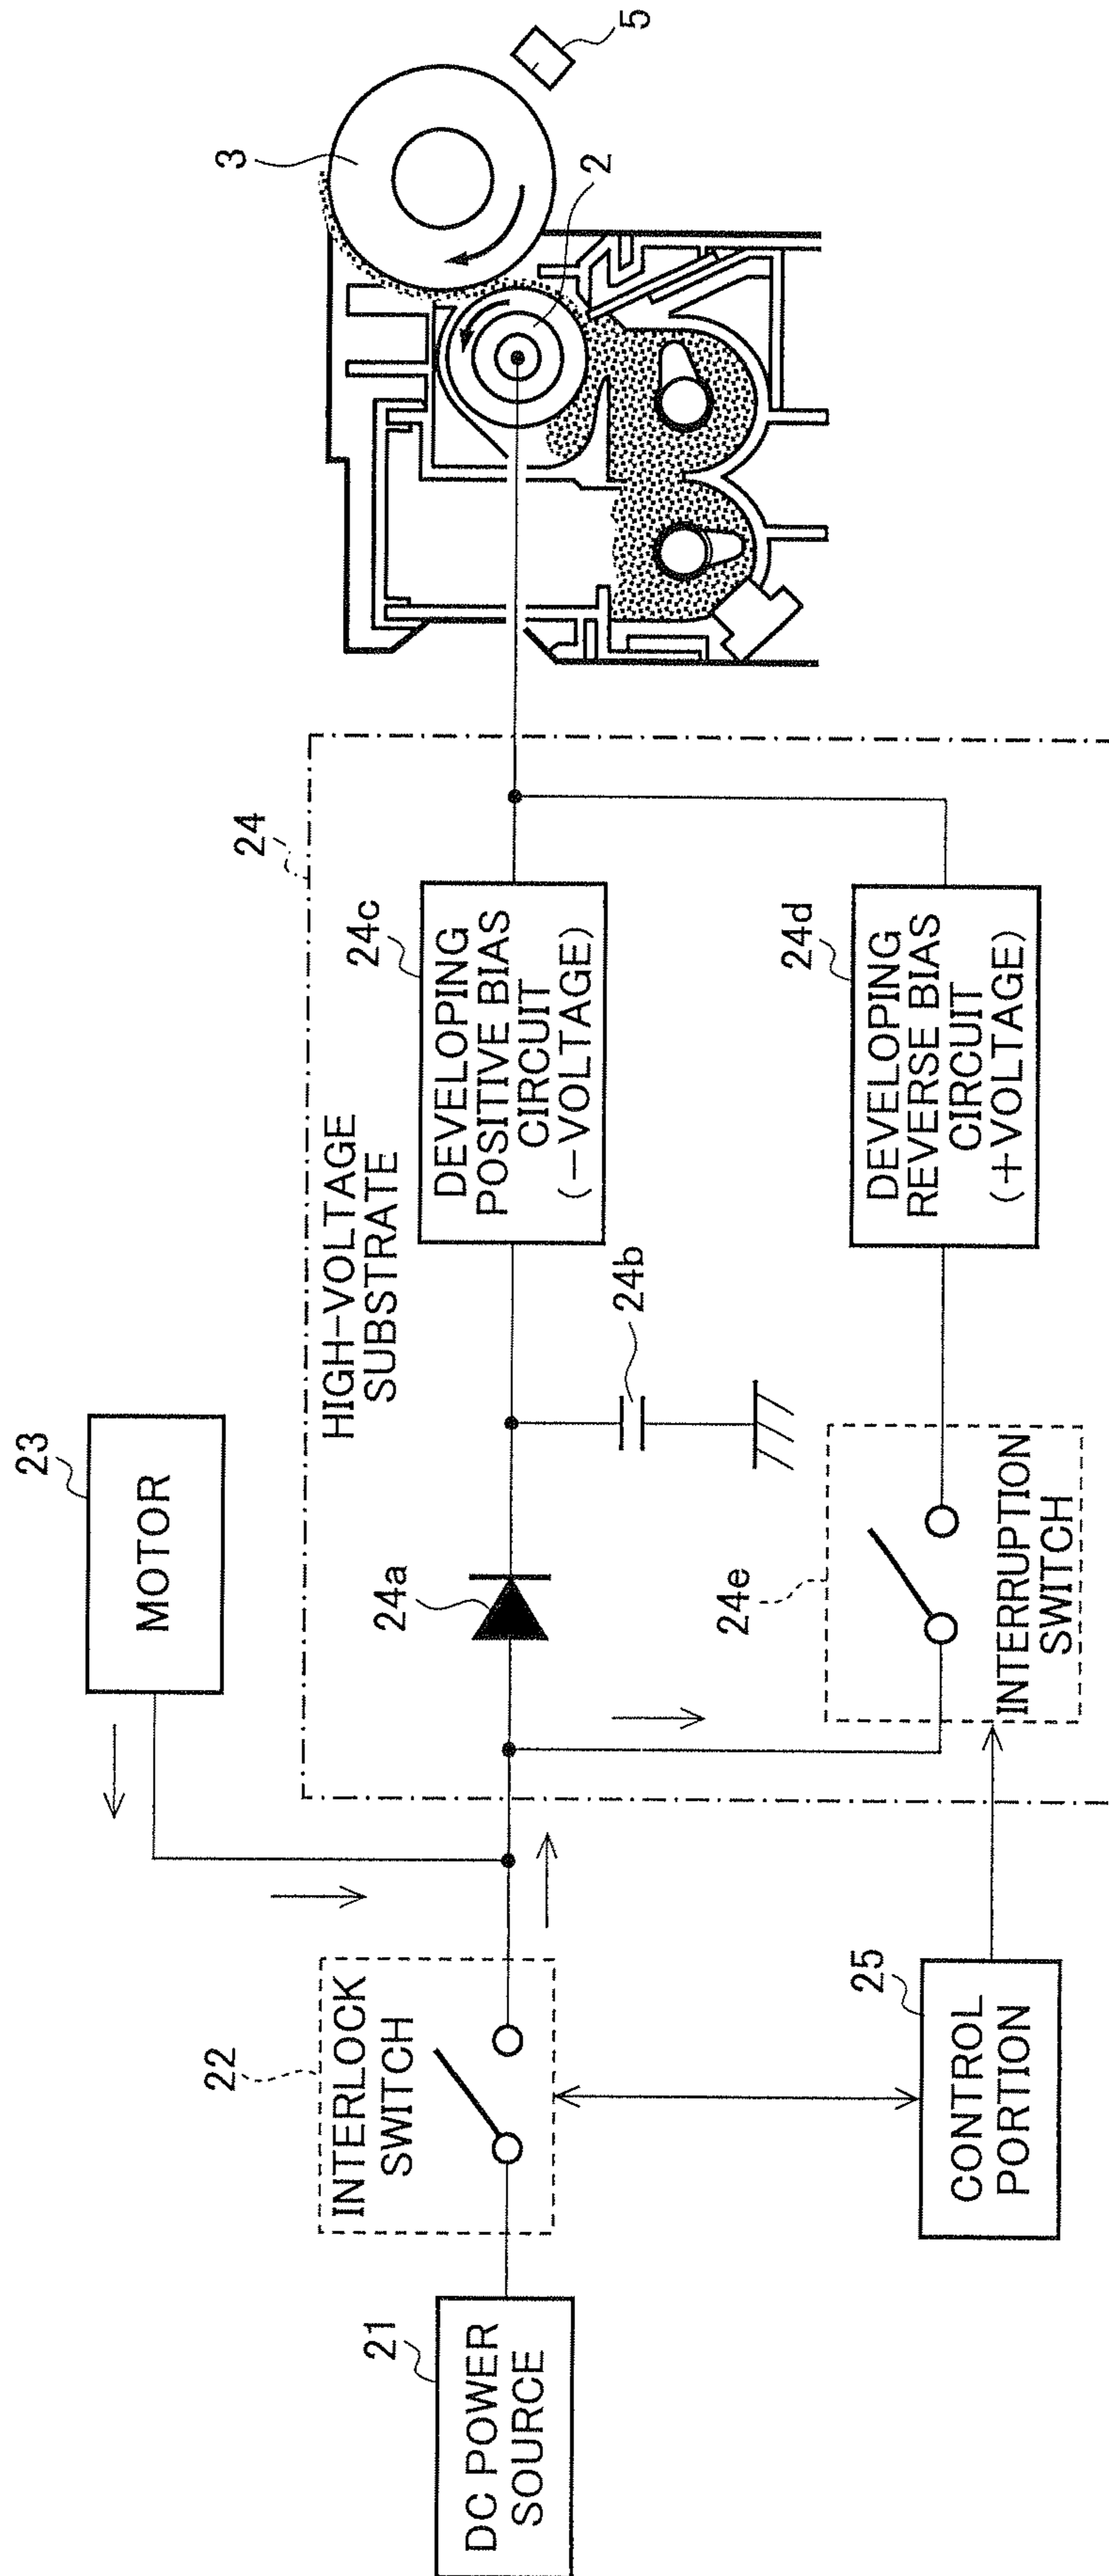 23
MOTOR
24
HIGH-VOLTAGE
SUBSTRATE
3
5
2
22
INTERLOCK
SWITCH
24a
24b
24c
DEVELOPING
POSITIVE BIAS
CIRCUIT
(−VOLTAGE)
21
DC POWER
SOURCE
25
CONTROL
PORTION
24e
INTERRUPTION
SWITCH
24d
DEVELOPING
REVERSE BIAS
CIRCUIT
(+VOLTAGE)